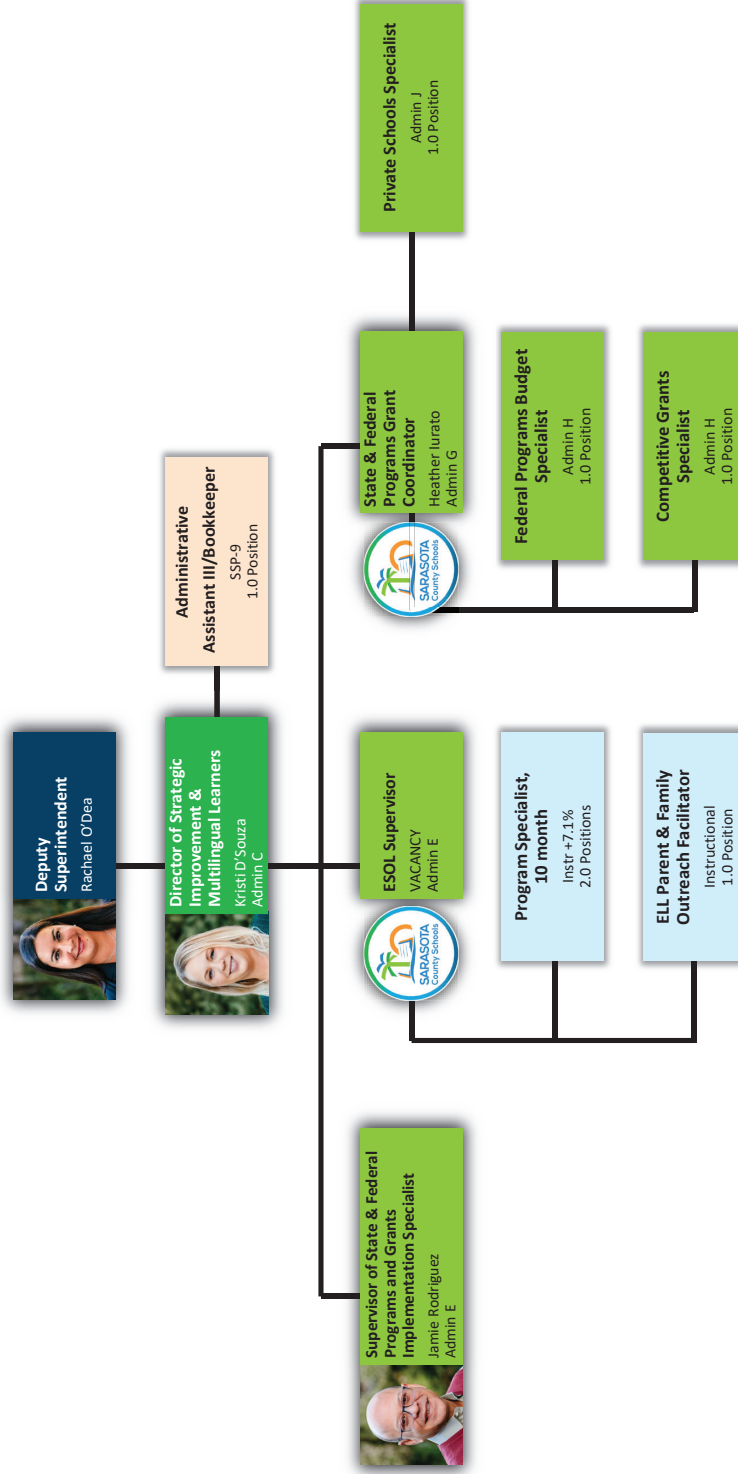 Deputy
Superintendent
Rachael O’Dea
Director of Strategic
Improvement &
Multilingual Learners
Kristi D’Souza
Admin C
Administrative
Assistant III/Bookkeeper
SSP-9
1.0 Position
Supervisor of State & Federal
Programs and Grants
Implementation Specialist
Jamie Rodriguez
Admin E
SARASOTA
County Schools
ESOL Supervisor
VACANCY
Admin E
SARASOTA
County Schools
State & Federal
Programs Grant
Coordinator
Heather Iurato
Admin G
Private Schools Specialist
Admin J
1.0 Position
Program Specialist,
10 month
Instr +7.1%
2.0 Positions
Federal Programs Budget
Specialist
Admin H
1.0 Position
ELL Parent & Family
Outreach Facilitator
Instructional
1.0 Position
Competitive Grants
Specialist
Admin H
1.0 Position